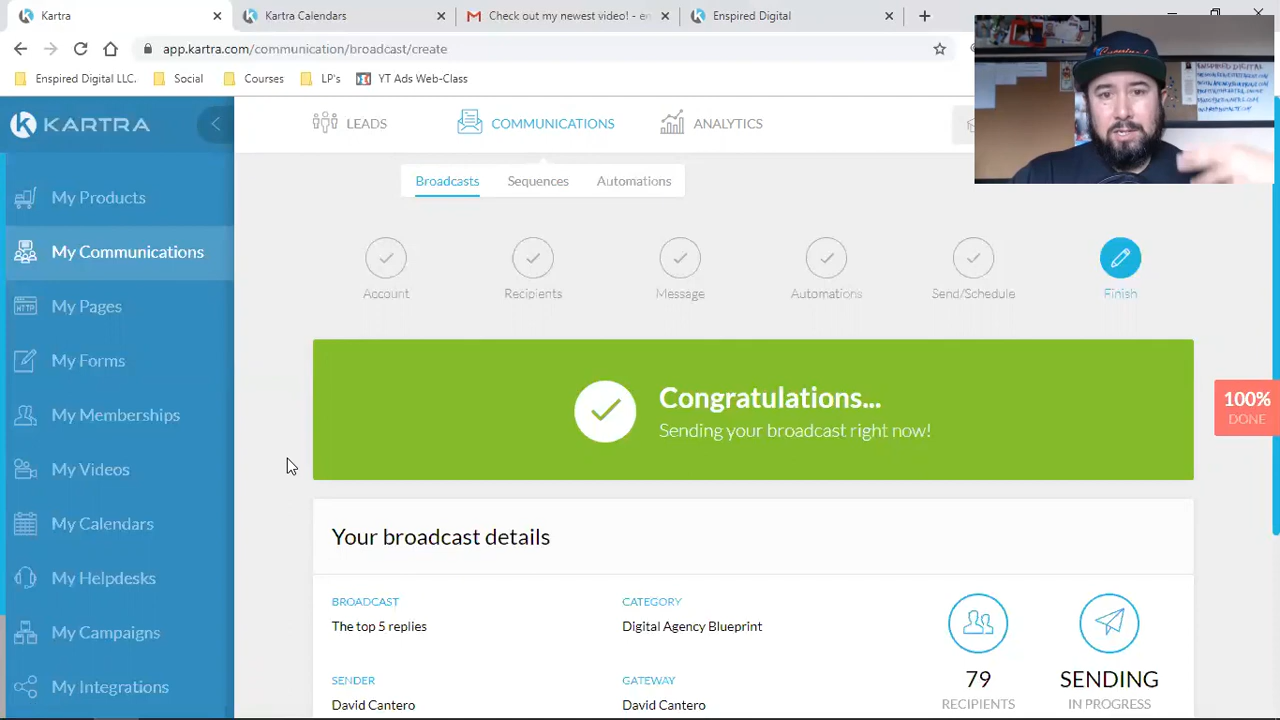 Kartra
Kartra Calendars
Check out my newest video! - en
Enspired Digital
app.kartra.com/communication/broadcast/create
Enspired Digital LLC.
Social
Courses
LP's
YT Ads Web-Class
KARTRA
LEADS
COMMUNICATIONS
ANALYTICS
Broadcasts
Sequences
Automations
My Products
My Communications
My Pages
My Forms
My Memberships
My Videos
My Calendars
My Helpdesks
My Campaigns
My Integrations
HTTP
Account
Recipients
Message
Automations
Send/Schedule
Finish
Congratulations...
Sending your broadcast right now!
100%
DONE
Your broadcast details
BROADCAST
The top 5 replies
CATEGORY
Digital Agency Blueprint
SENDER
David Cantero
GATEWAY
David Cantero
79
RECIPIENTS
SENDING
IN PROGRESS
ENSPIRED DIGITAL